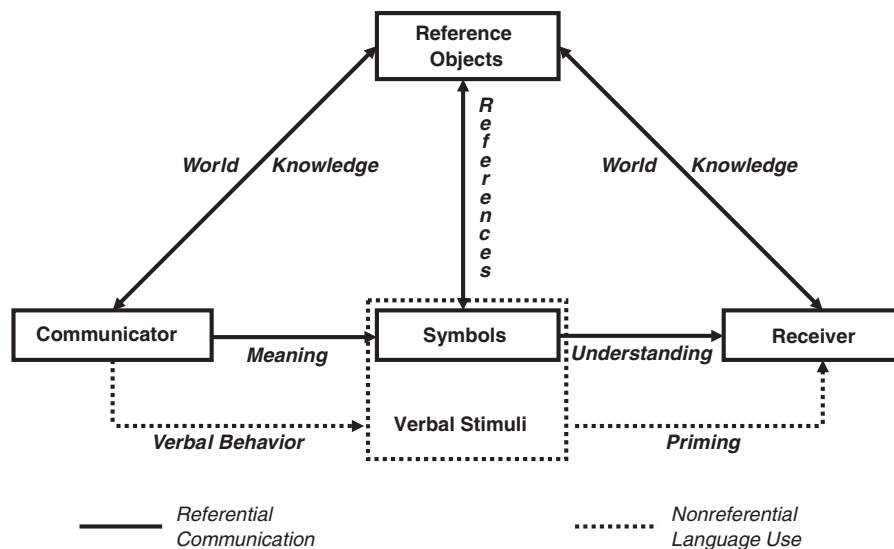 Reference
Objects
References
World Knowledge
World Knowledge
Communicator
Symbols
Receiver
Meaning
Understanding
Verbal Stimuli
Verbal Behavior
Priming
Referential
Communication
Nonreferential
Language Use